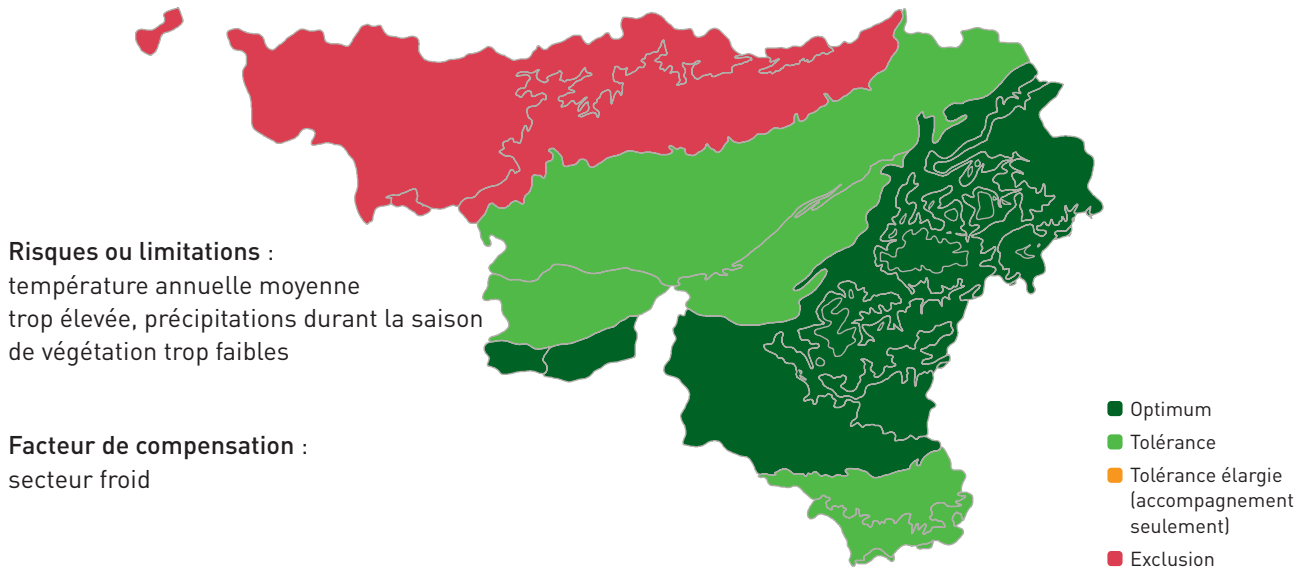 Risques ou limitations :
température annuelle moyenne
trop élevée, précipitations durant la saison
de végétation trop faibles
Facteur de compensation :
secteur froid
Optimum
Tolérance
Tolérance élargie
(accompagnement
seulement)
Exclusion